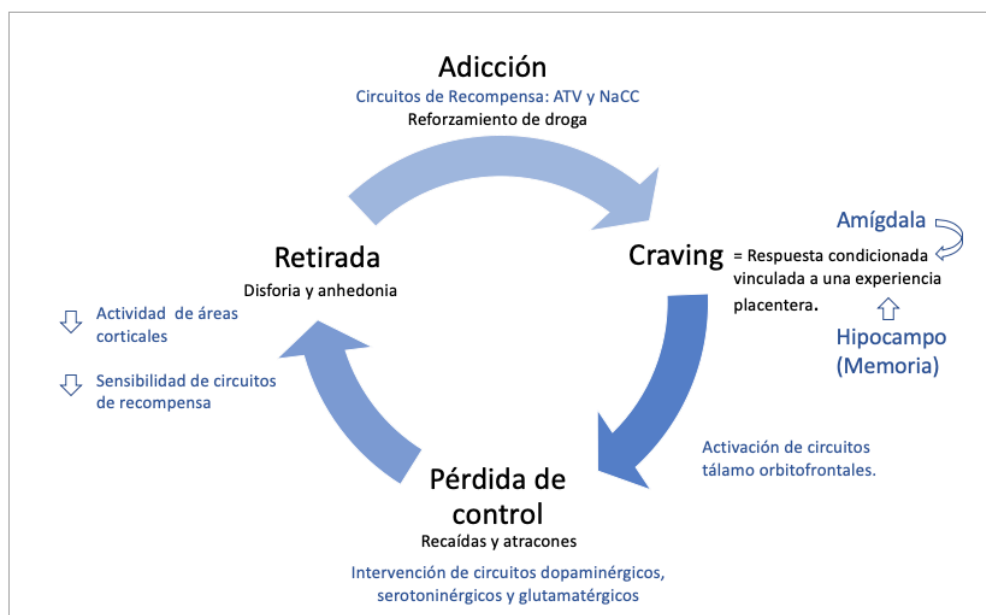 Adicción
Circuitos de Recompensa: ATV y NaCC
Reforzamiento de droga
Amígdala
Craving
= Respuesta condicionada
vinculada a una experiencia
placentera.
Hipocampo
(Memoria)
Activación de circuitos
tálamo orbitofrontales.
Pérdida de
control
Recaídas y atracones
Intervención de circuitos dopaminérgicos,
serotoninérgicos y glutamatérgicos
Retirada
Disforia y anhedonia
Actividad de áreas
corticales
Sensibilidad de circuitos
de recompensa